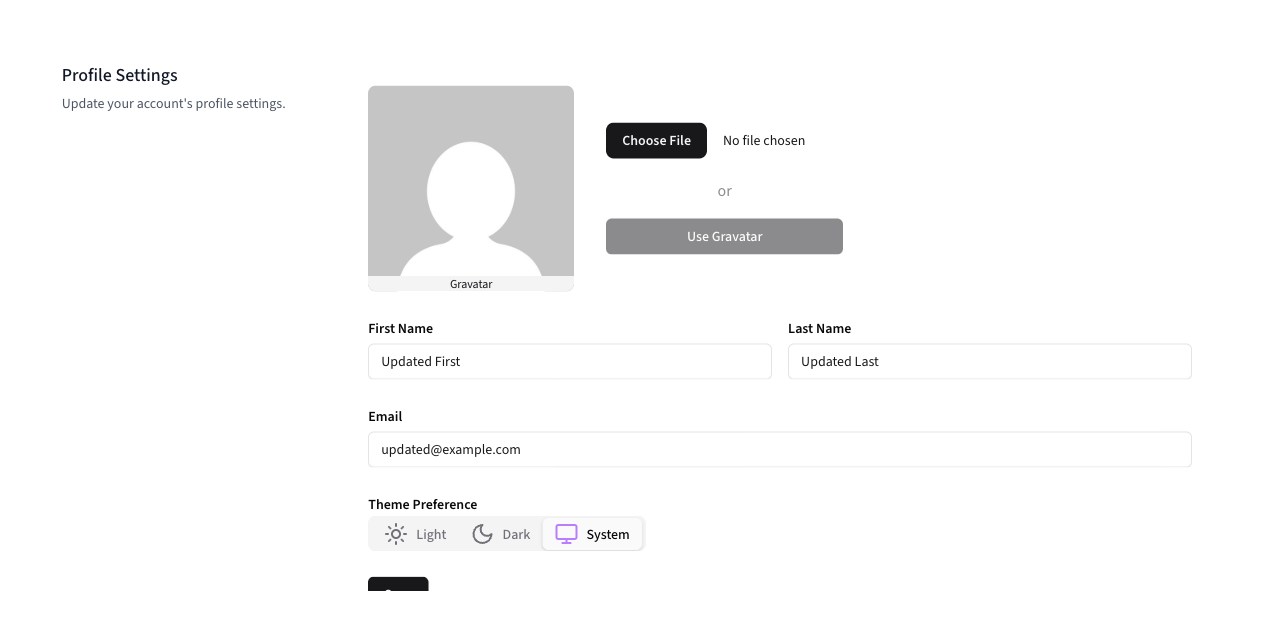 Profile Settings
Update your account's profile settings.
Choose File
No file chosen
or
Use Gravatar
Gravatar
First Name
Last Name
Updated First
Updated Last
Email
updated@example.com
Theme Preference
Light
Dark
System